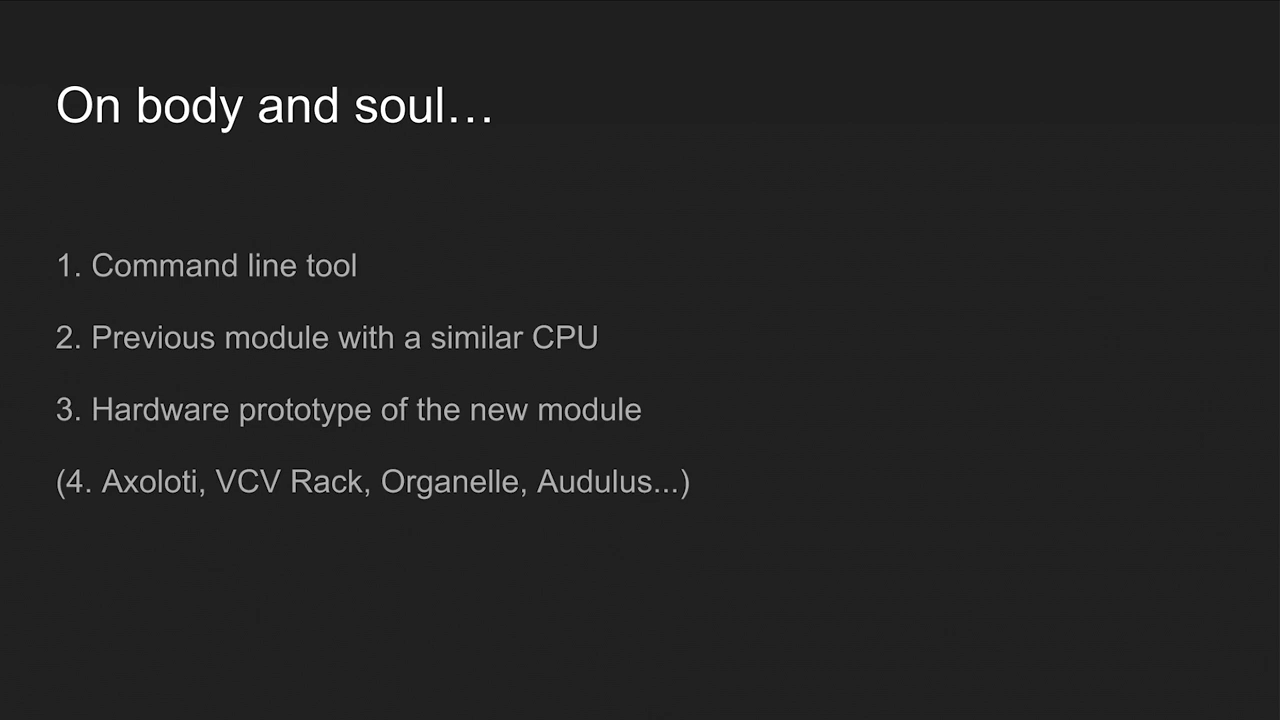 On body and soul…
1. Command line tool
2. Previous module with a similar CPU
3. Hardware prototype of the new module
(4. Axoloti, VCV Rack, Organelle, Audulus...)